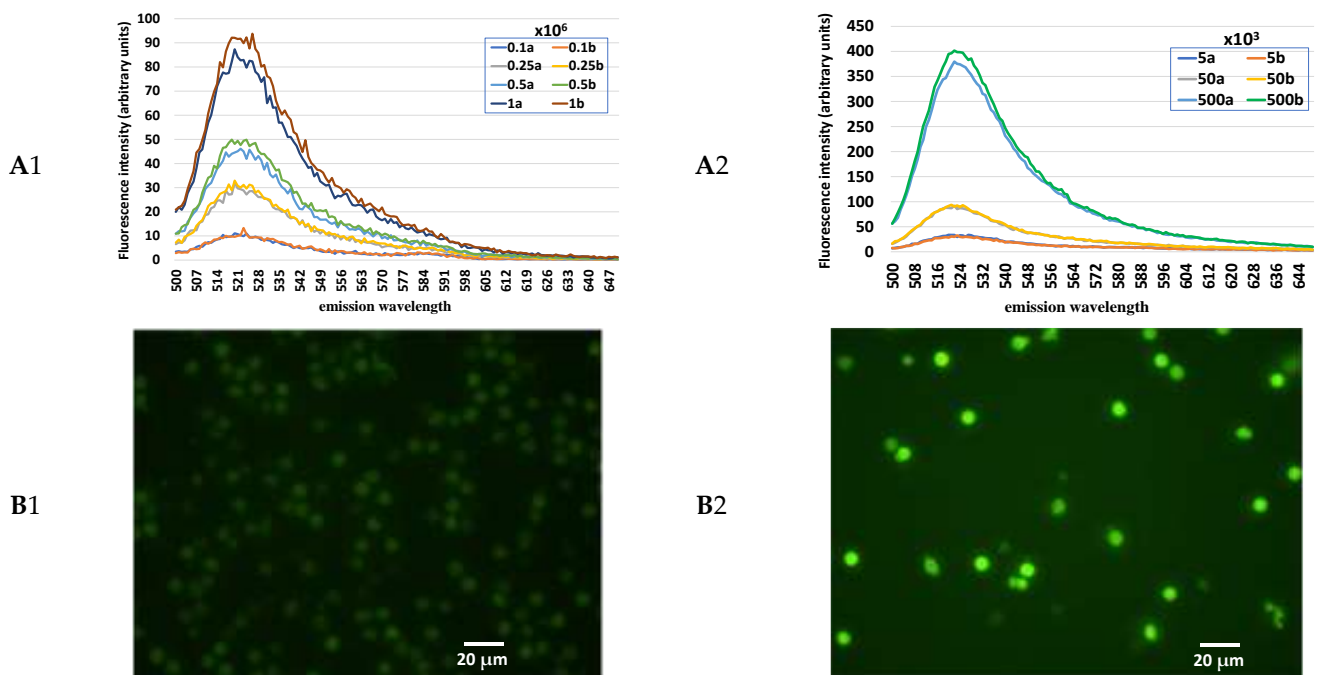 A1
Fluorescence intensity (arbitrary units)
100
90
80
70
60
50
40
30
20
10
0
x10⁶
0.1a 0.1b
0.25a 0.25b
0.5a 0.5b
1a 1b
500 507 514 521 528 535 542 549 556 563 570 577 584 591 598 605 612 619 626 633 640 647
emission wavelength
A2
Fluorescence intensity (arbitrary units)
450
400
350
300
250
200
150
100
50
0
x10³
5a 5b
50a 50b
500a 500b
500 508 516 524 532 540 548 556 564 572 580 588 596 604 612 620 628 636 644
emission wavelength
B1
20 µm
B2
20 µm